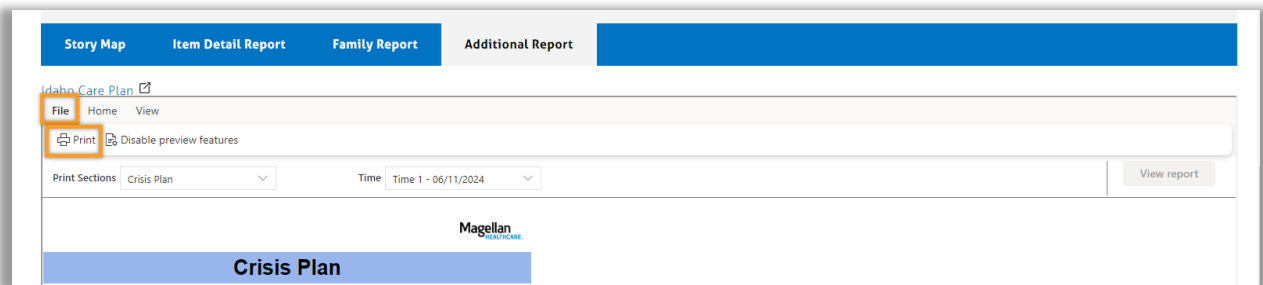 Story Map Item Detail Report Family Report Additional Report
Idaho Care Plan
File Home View
Print Disable preview features
Print Sections Crisis Plan Time Time 1 - 06/11/2024 View report
Magellan
HEALTHCARE.
Crisis Plan